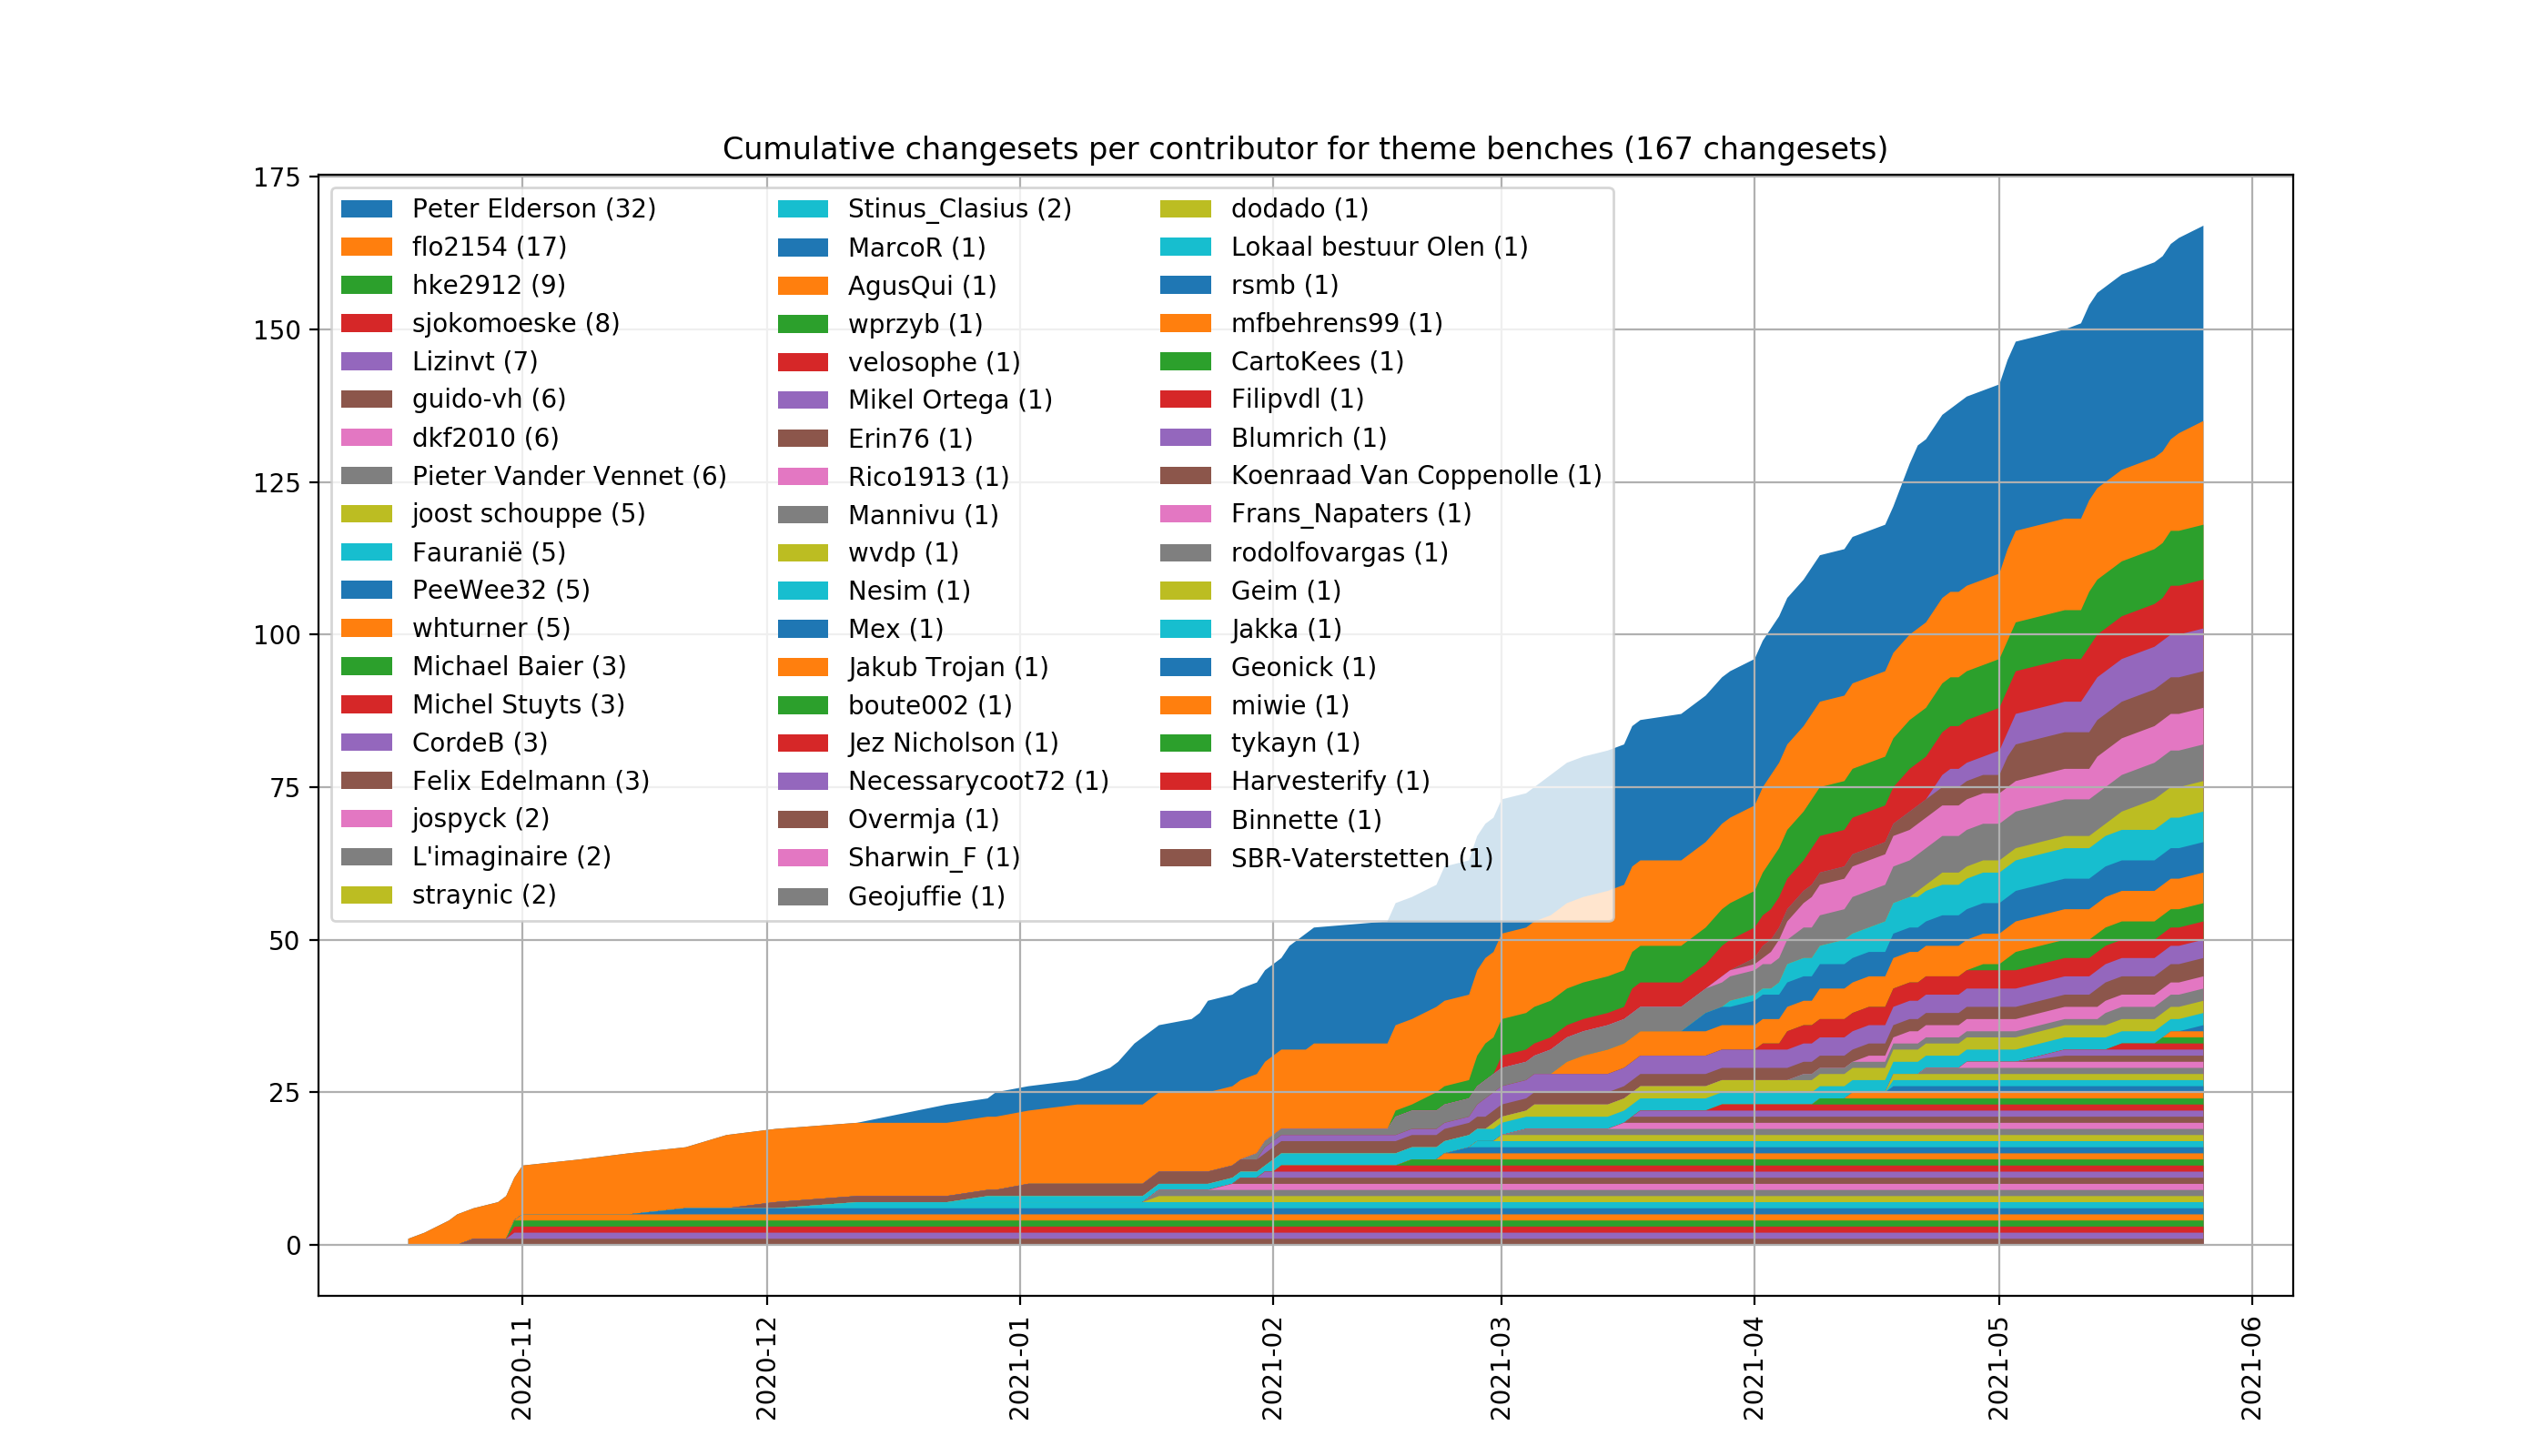 Cumulative changesets per contributor for theme benches (167 changesets)
175
150
125
100
75
50
25
0
Peter Elderson (32)
flo2154 (17)
hke2912 (9)
sjokomoeske (8)
Lizinvt (7)
guido-vh (6)
dkf2010 (6)
Pieter Vander Vennet (6)
joost schouppe (5)
Fauranië (5)
PeeWee32 (5)
whturner (5)
Michael Baier (3)
Michel Stuyts (3)
CordeB (3)
Felix Edelmann (3)
jospyck (2)
L'imaginaire (2)
straynic (2)
Stinus_Clasius (2)
MarcoR (1)
AgusQui (1)
wprzyb (1)
velosophe (1)
Mikel Ortega (1)
Erin76 (1)
Rico1913 (1)
Mannivu (1)
wvdp (1)
Nesim (1)
Mex (1)
Jakub Trojan (1)
boute002 (1)
Jez Nicholson (1)
Necessarycoot72 (1)
Overmja (1)
Sharwin_F (1)
Geojuffie (1)
dodado (1)
Lokaal bestuur Olen (1)
rsmb (1)
mfbehrens99 (1)
CartoKees (1)
Filipvdl (1)
Blumrich (1)
Koenraad Van Coppenolle (1)
Frans_Napaters (1)
rodolfovargas (1)
Geim (1)
Jakka (1)
Geonick (1)
miwie (1)
tykayn (1)
Harvesterify (1)
Binnette (1)
SBR-Vaterstetten (1)
2020-11
2020-12
2021-01
2021-02
2021-03
2021-04
2021-05
2021-06